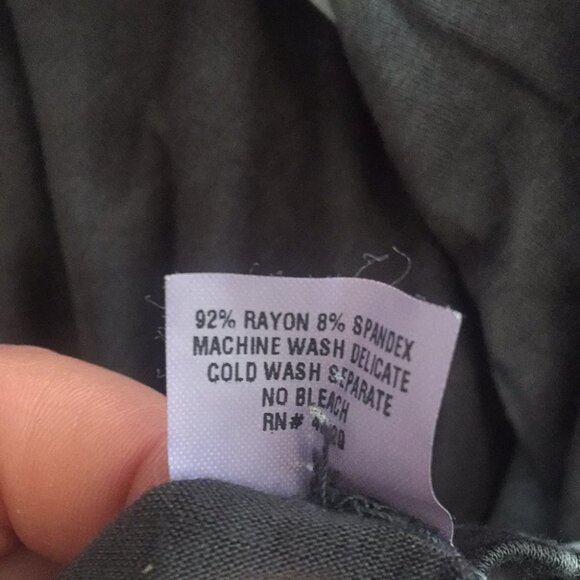 92% RAYON 8% SPANDEX
MACHINE WASH DELICATE
COLD WASH SEPARATE
NO BLEACH
RN#